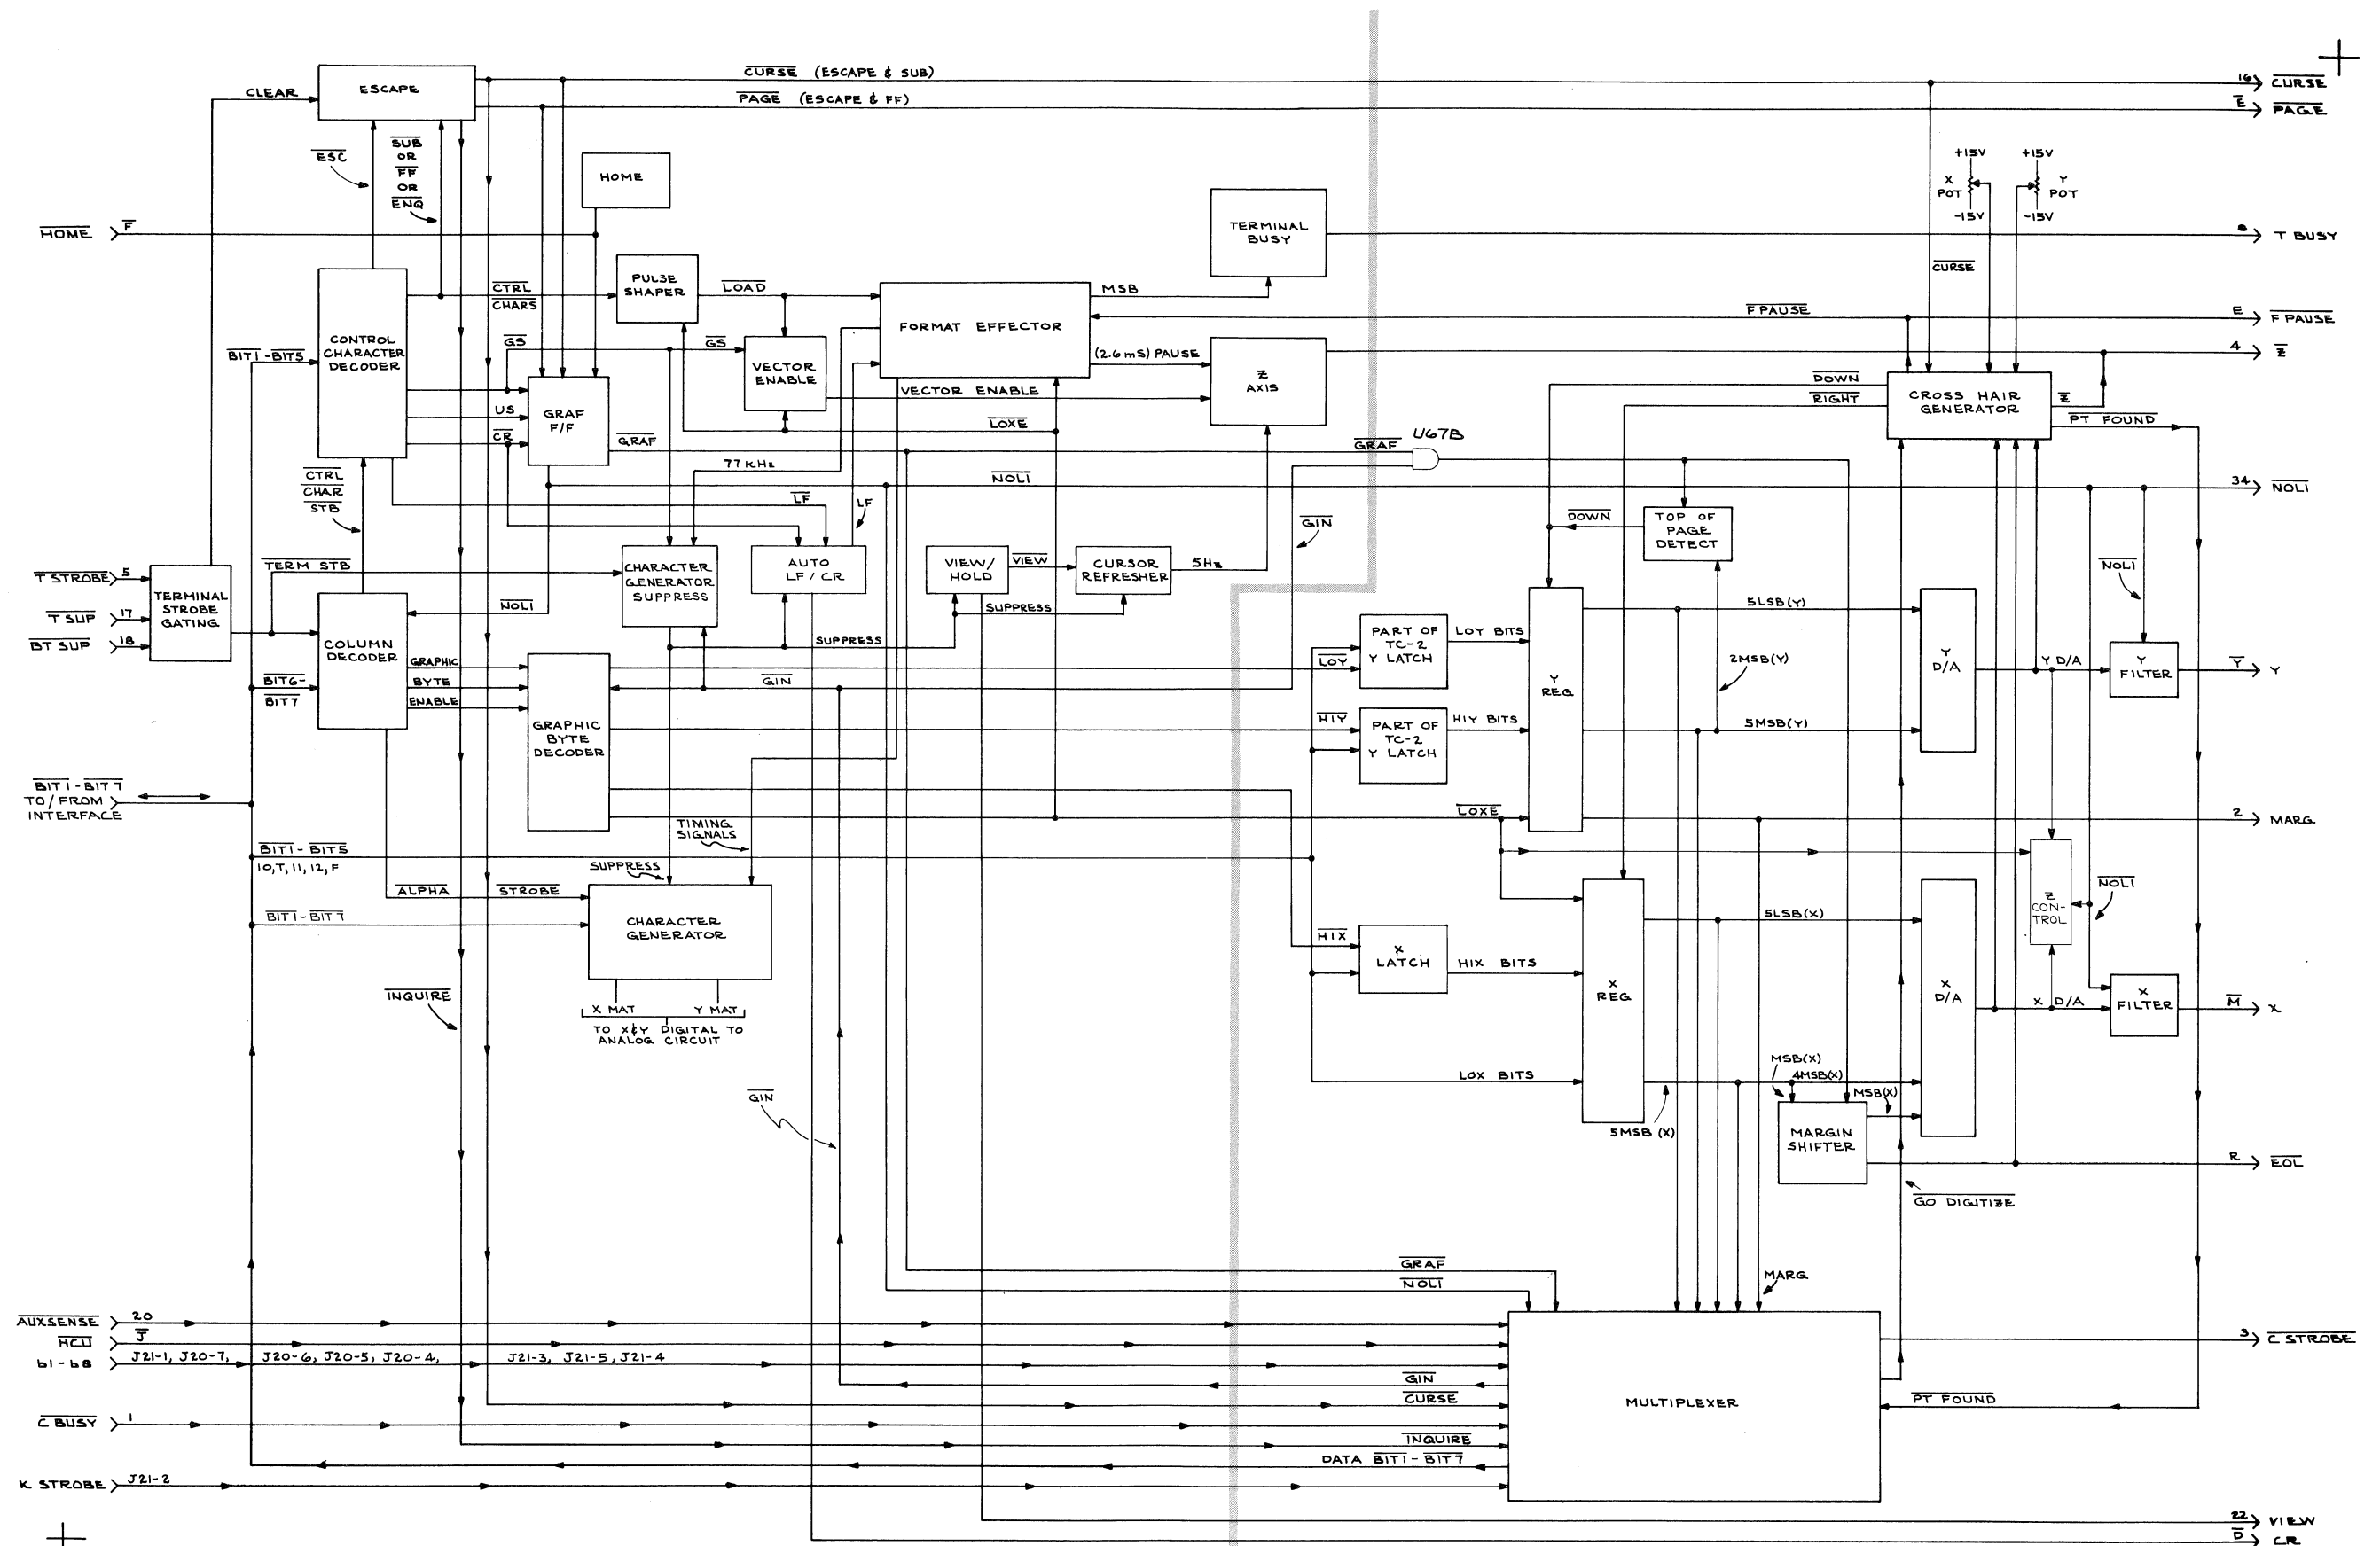 CURSE (ESCAPE & SUB)
16 CURSE
ESCAPE
CLEAR
PAGE (ESCAPE & FF)
E PAGE
ESC
SUB
OR
FF
OR
ENQ
HOME
+15V
+15V
X
POT
Y
POT
-15V
-15V
HOME F
TERMINAL
BUSY
8 T BUSY
CURSE
PULSE
SHAPER
LOAD
MSB
CTRL
CHARS
FORMAT EFFECTOR
F PAUSE
E F PAUSE
CONTROL
CHARACTER
DECODER
BIT1-BIT5
GS
GS
VECTOR
ENABLE
(2.6mS) PAUSE
VECTOR ENABLE
Z
AXIS
4 Z
DOWN
RIGHT
CROSS HAIR
GENERATOR
Z
PT FOUND
US
CR
GRAF
F/F
GRAF
LOXE
GRAF
U67B
77KHz
CTRL
CHAR
STB
NOLI
34 NOLI
LF
LF
GIN
DOWN
TOP OF
PAGE
DETECT
TERM STB
T STROBE 5
T SUP 17
BT SUP 18
TERMINAL
STROBE
GATING
CHARACTER
GENERATOR
SUPPRESS
AUTO
LF/CR
VIEW/
HOLD
VIEW
CURSOR
REFRESHER
5Hz
NOLI
NOLI
SUPPRESS
SUPPRESS
COLUMN
DECODER
5LSB(Y)
PART OF
TC-2
Y LATCH
LOY BITS
LOY
GRAPHIC
BYTE
ENABLE
BIT6-
BIT7
GIN
2MSB(Y)
Y
REG
Y
D/A
Y D/A
Y
FILTER
Y Y
GRAPHIC
BYTE
DECODER
HIY
PART OF
TC-2
Y LATCH
HIY BITS
5MSB(Y)
BIT1-BIT7
TO/FROM
INTERFACE
LOXE
2 MARG
TIMING
SIGNALS
BIT1-BIT5
10,T,11,12,F
SUPPRESS
ALPHA STROBE
BIT1-BIT7
CHARACTER
GENERATOR
NOLI
Z
CON-
TROL
5LSB(X)
HIX
X
LATCH
HIX BITS
X
REG
X
D/A
X D/A
X
FILTER
M X
INQUIRE
X MAT Y MAT
TO X&Y DIGITAL TO
ANALOG CIRCUIT
GIN
LOX BITS
MSB(X)
4MSB(X)
MSB(X)
5MSB (X)
MARGIN
SHIFTER
R EOL
GO DIGITIZE
GRAF
NOLI
MARG
AUXSENSE 20
HCU J
b1-b8 J21-1, J20-7, J20-6, J20-5, J20-4, J21-3, J21-5, J21-4
3 C STROBE
GIN
CURSE
MULTIPLEXER
PT FOUND
C BUSY 1
INQUIRE
DATA BIT1-BIT7
K STROBE J21-2
22 VIEW
D CR